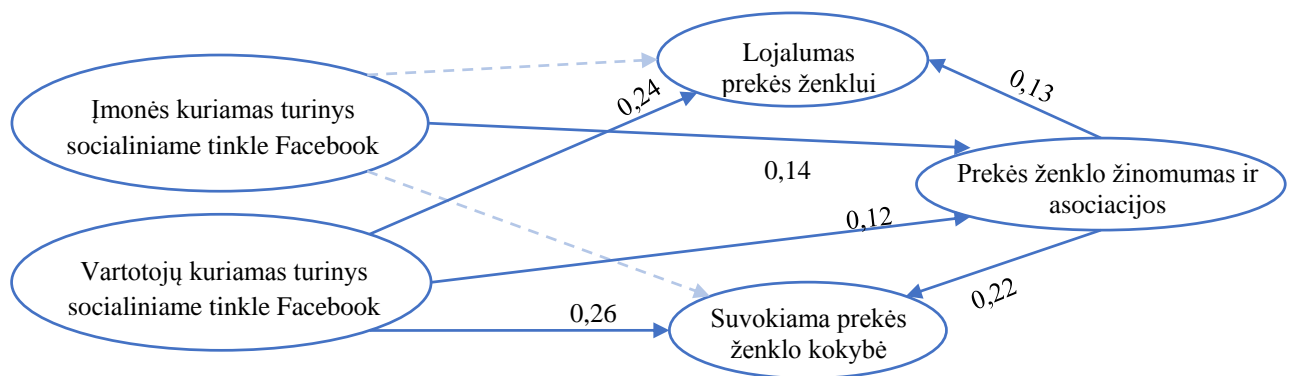 Lojalumas
prekės ženklui
Įmonės kuriamas turinys
socialiniame tinkle Facebook
0,24
0,13
0,14
Prekės ženklo žinomumas ir
asociacijos
0,12
Vartotojų kuriamas turinys
socialiniame tinkle Facebook
0,26
0,22
Suvokiama prekės
ženklo kokybė